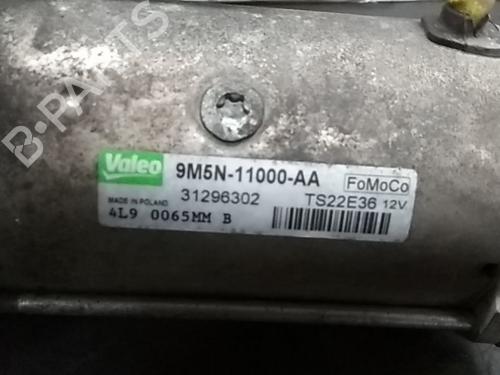 B-PARTS
Valeo 9M5N-11000-AA FoMoCo
MADE IN POLAND 31296302 TS22E36 12V
4L9 0065MM B